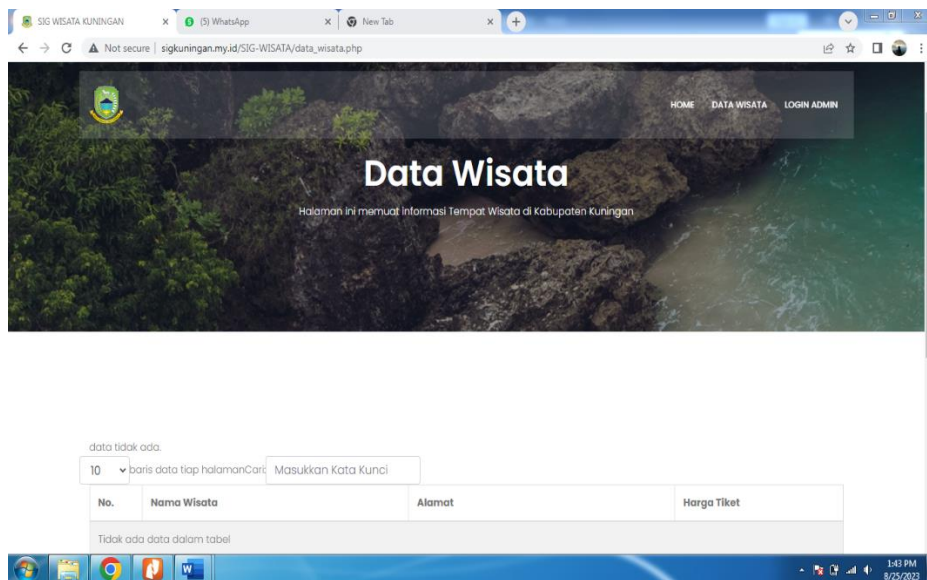 SIG WISATA KUNINGAN
(5) WhatsApp
New Tab
Not secure | sigkuningan.my.id/SIG-WISATA/data_wisata.php
HOME DATA WISATA LOGIN ADMIN
Data Wisata
Halaman ini memuat informasi Tempat Wisata di Kabupaten Kuningan
data tidak ada.
10 baris data tiap halamanCari: Masukkan Kata Kunci
No. Nama Wisata Alamat Harga Tiket
Tidak ada data dalam tabel
1:43 PM
8/25/2023